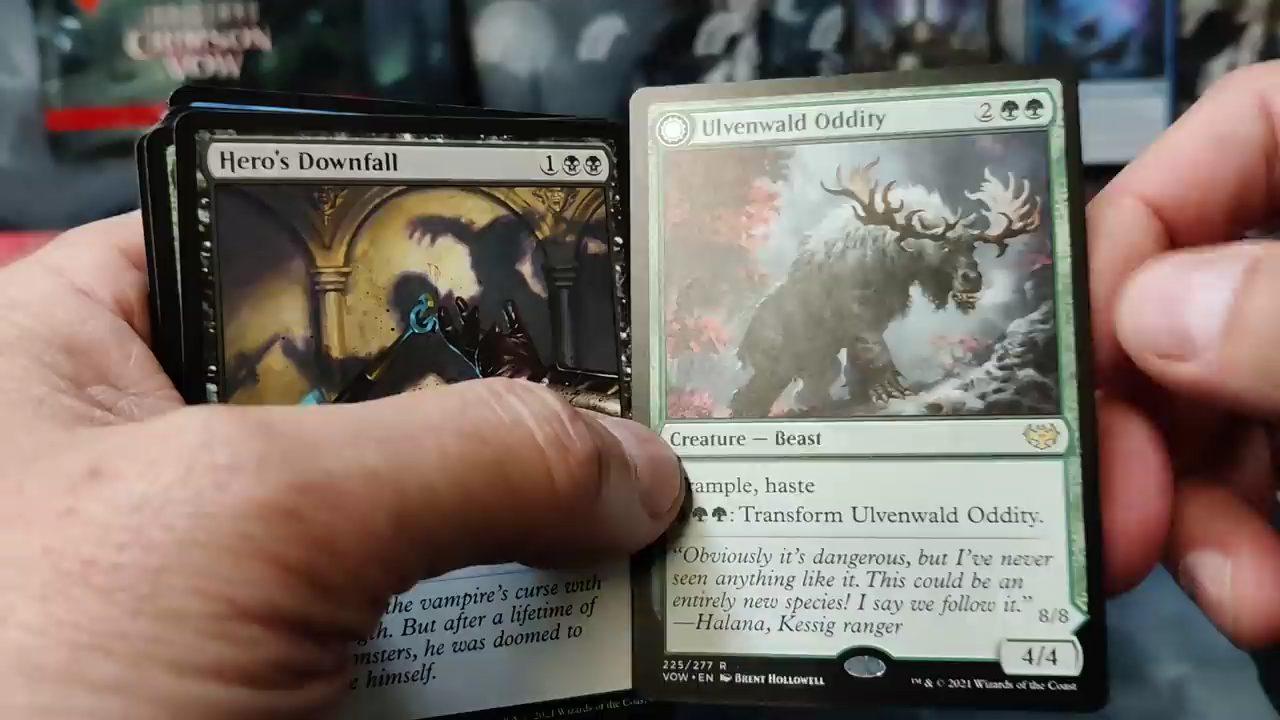 CRIMSON
VOW
Hero's Downfall
1
the vampire's curse with
But after a lifetime of
he was doomed to
himself.
Ulvenwald Oddity
2
Creature — Beast
rample, haste
: Transform Ulvenwald Oddity.
"Obviously it's dangerous, but I've never
seen anything like it. This could be an
entirely new species! I say we follow it."
—Halana, Kessig ranger
8/8
4/4
225/277 R
VOW • EN Brent Hollowell
™ & © 2021 Wizards of the Coast